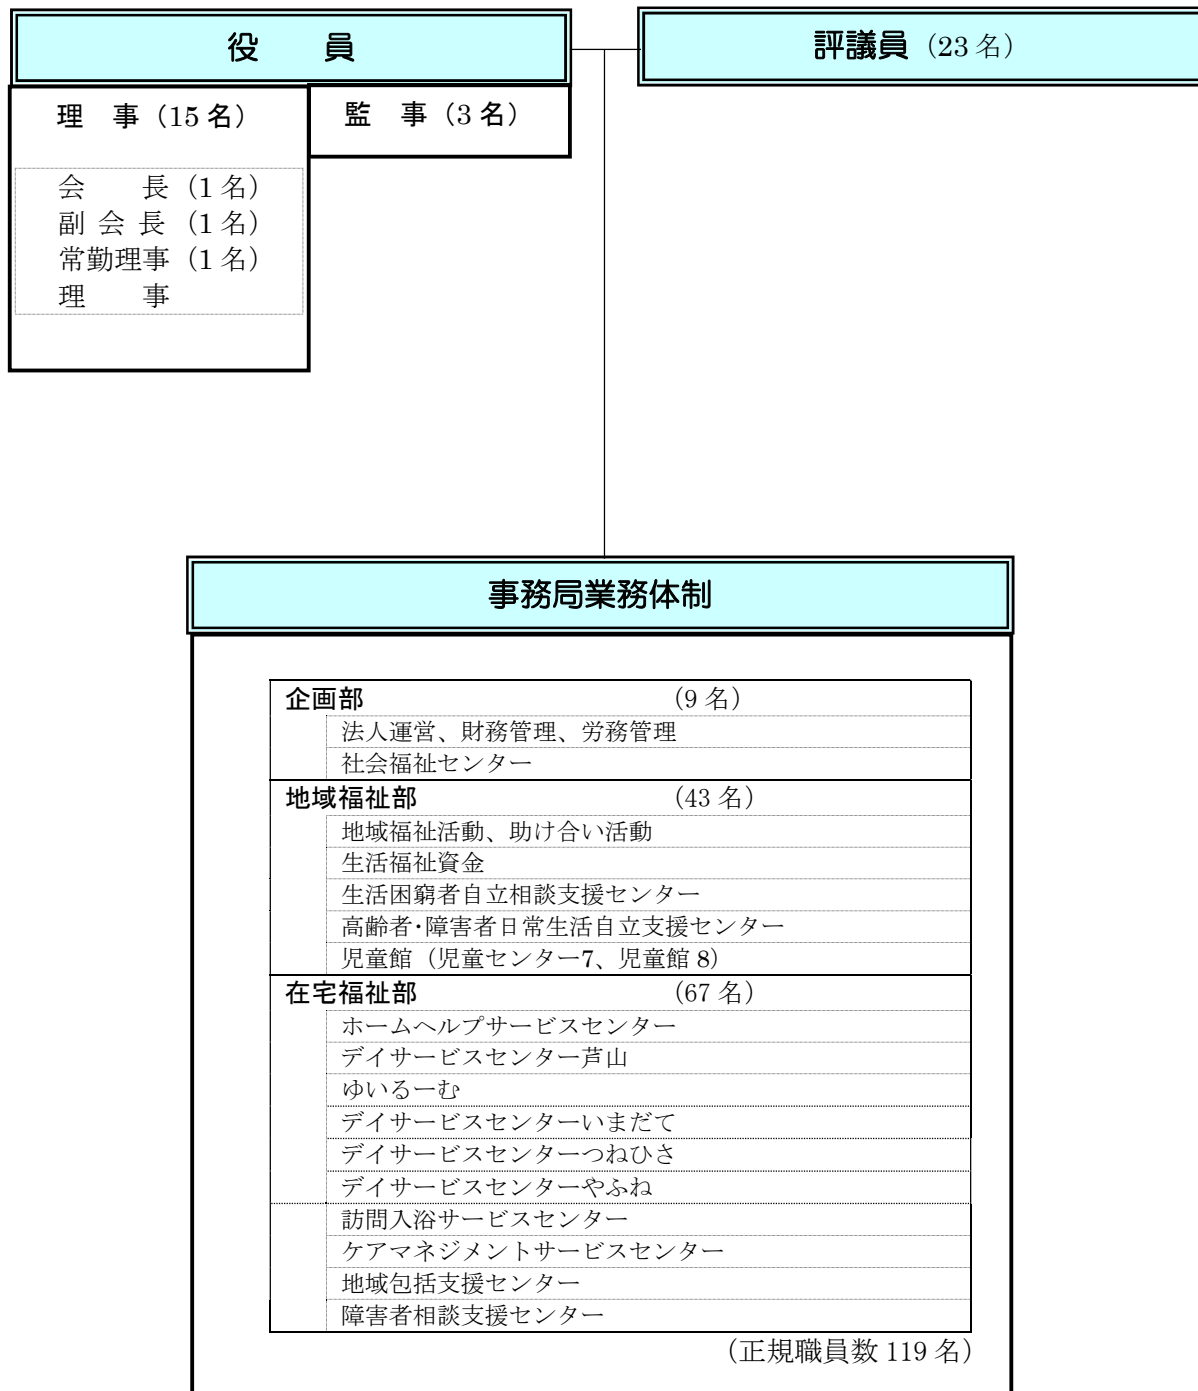 役　員
評議員（23名）
理　事（15名）
監　事（3名）
会　　長（1名）
副 会 長（1名）
常勤理事（1名）
理　　事
事務局業務体制
企画部　（9名）
法人運営、財務管理、労務管理
社会福祉センター
地域福祉部　（43名）
地域福祉活動、助け合い活動
生活福祉資金
生活困窮者自立相談支援センター
高齢者・障害者日常生活自立支援センター
児童館（児童センター7、児童館8）
在宅福祉部　（67名）
ホームヘルプサービスセンター
デイサービスセンター芦山
ゆいるーむ
デイサービスセンターいまだて
デイサービスセンターつねひさ
デイサービスセンターやふね
訪問入浴サービスセンター
ケアマネジメントサービスセンター
地域包括支援センター
障害者相談支援センター
（正規職員数119名）